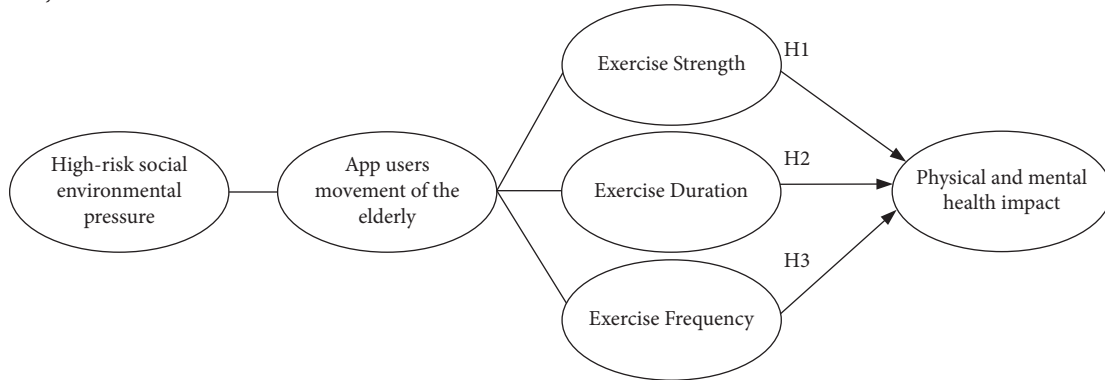 High-risk social
environmental
pressure
App users
movement of the
elderly
Exercise Strength
Exercise Duration
Exercise Frequency
H1
H2
H3
Physical and mental
health impact